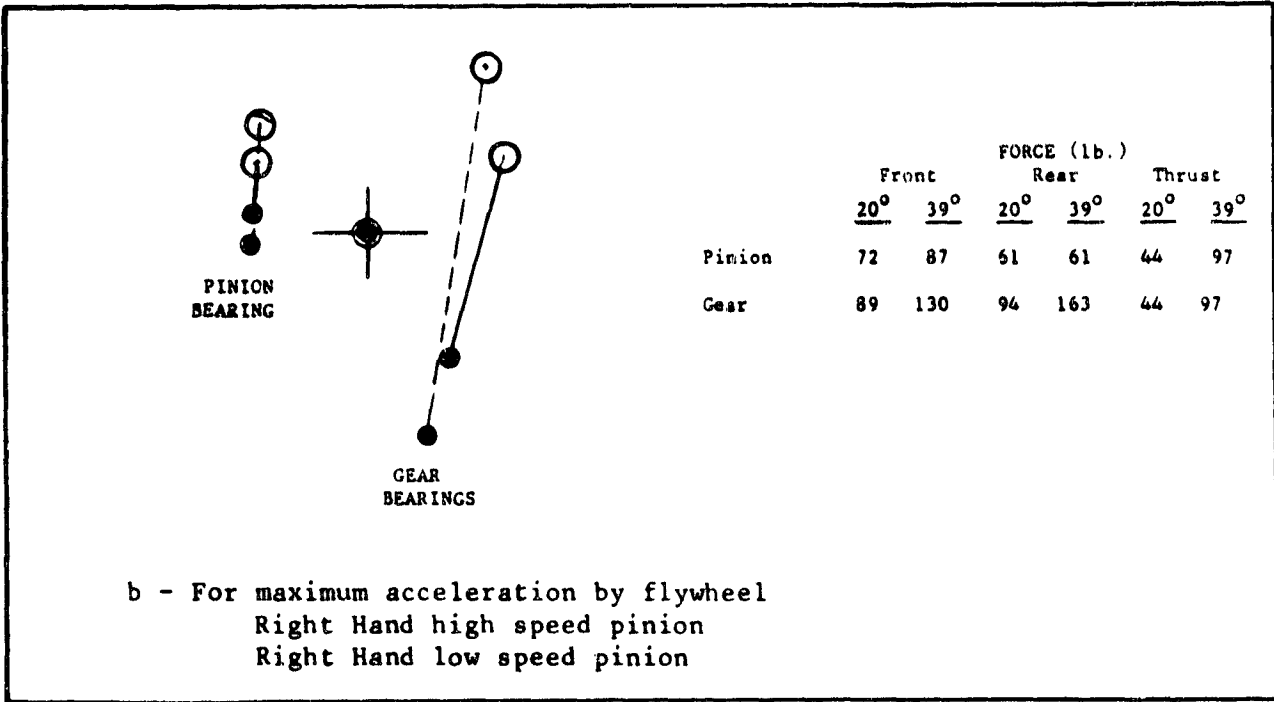 FORCE (lb.)
Front Rear Thrust
20° 39° 20° 39° 20° 39°
Pinion 72 87 61 61 44 97
Gear 89 130 94 163 44 97
PINION
BEARING
GEAR
BEARINGS
b - For maximum acceleration by flywheel
Right Hand high speed pinion
Right Hand low speed pinion